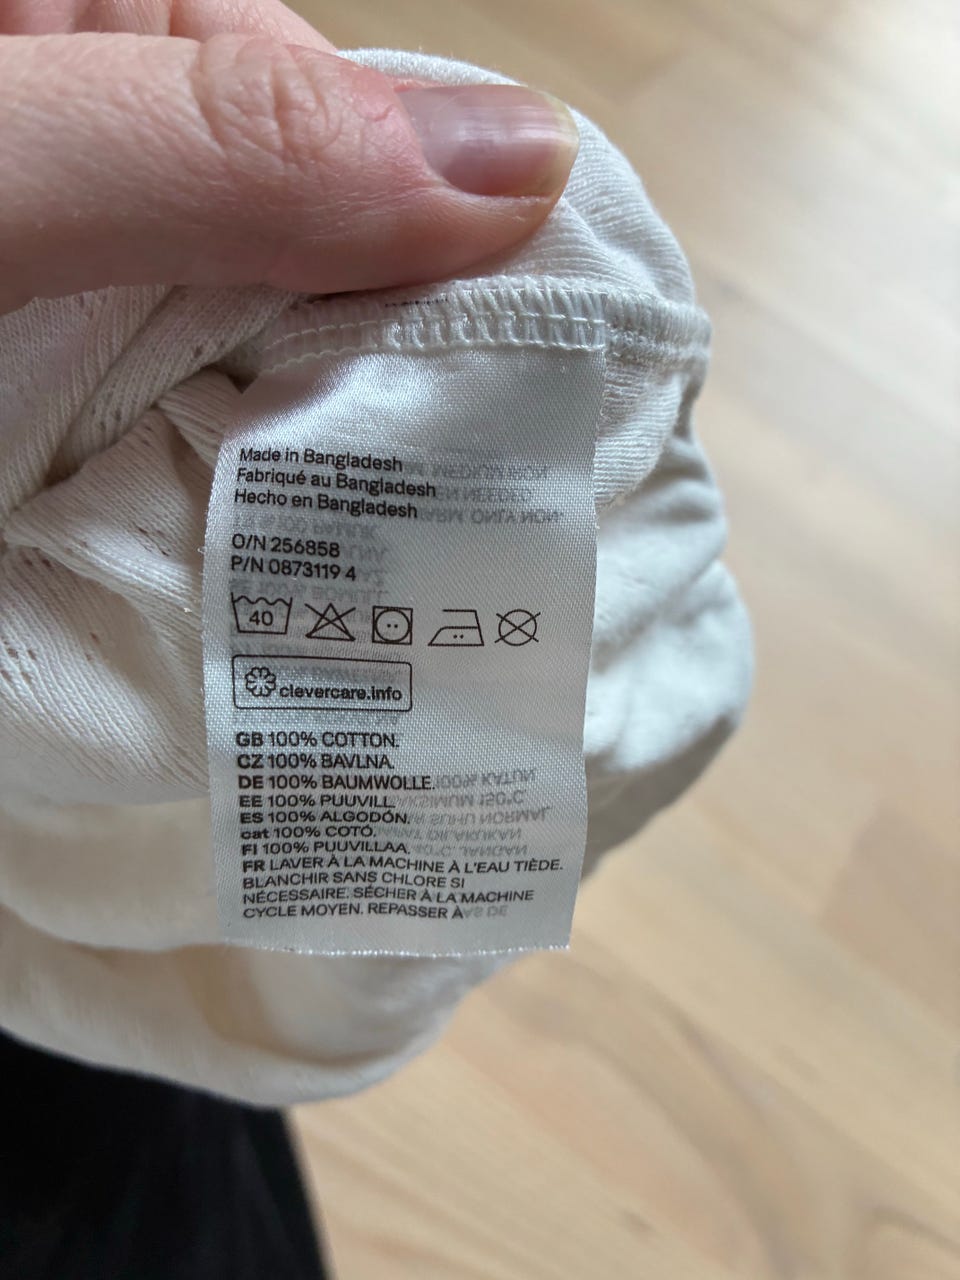 Made in Bangladesh
Fabriqué au Bangladesh
Hecho en Bangladesh
O/N 256858
P/N 0873119 4
40
clevercare.info
GB 100% COTTON.
CZ 100% BAVLNA.
DE 100% BAUMWOLLE.
EE 100% PUUVILL.
ES 100% ALGODÓN.
cat 100% COTÓ.
FI 100% PUUVILLAA.
FR LAVER À LA MACHINE À L'EAU TIÈDE.
BLANCHIR SANS CHLORE SI
NÉCESSAIRE. SÉCHER À LA MACHINE
CYCLE MOYEN. REPASSER À